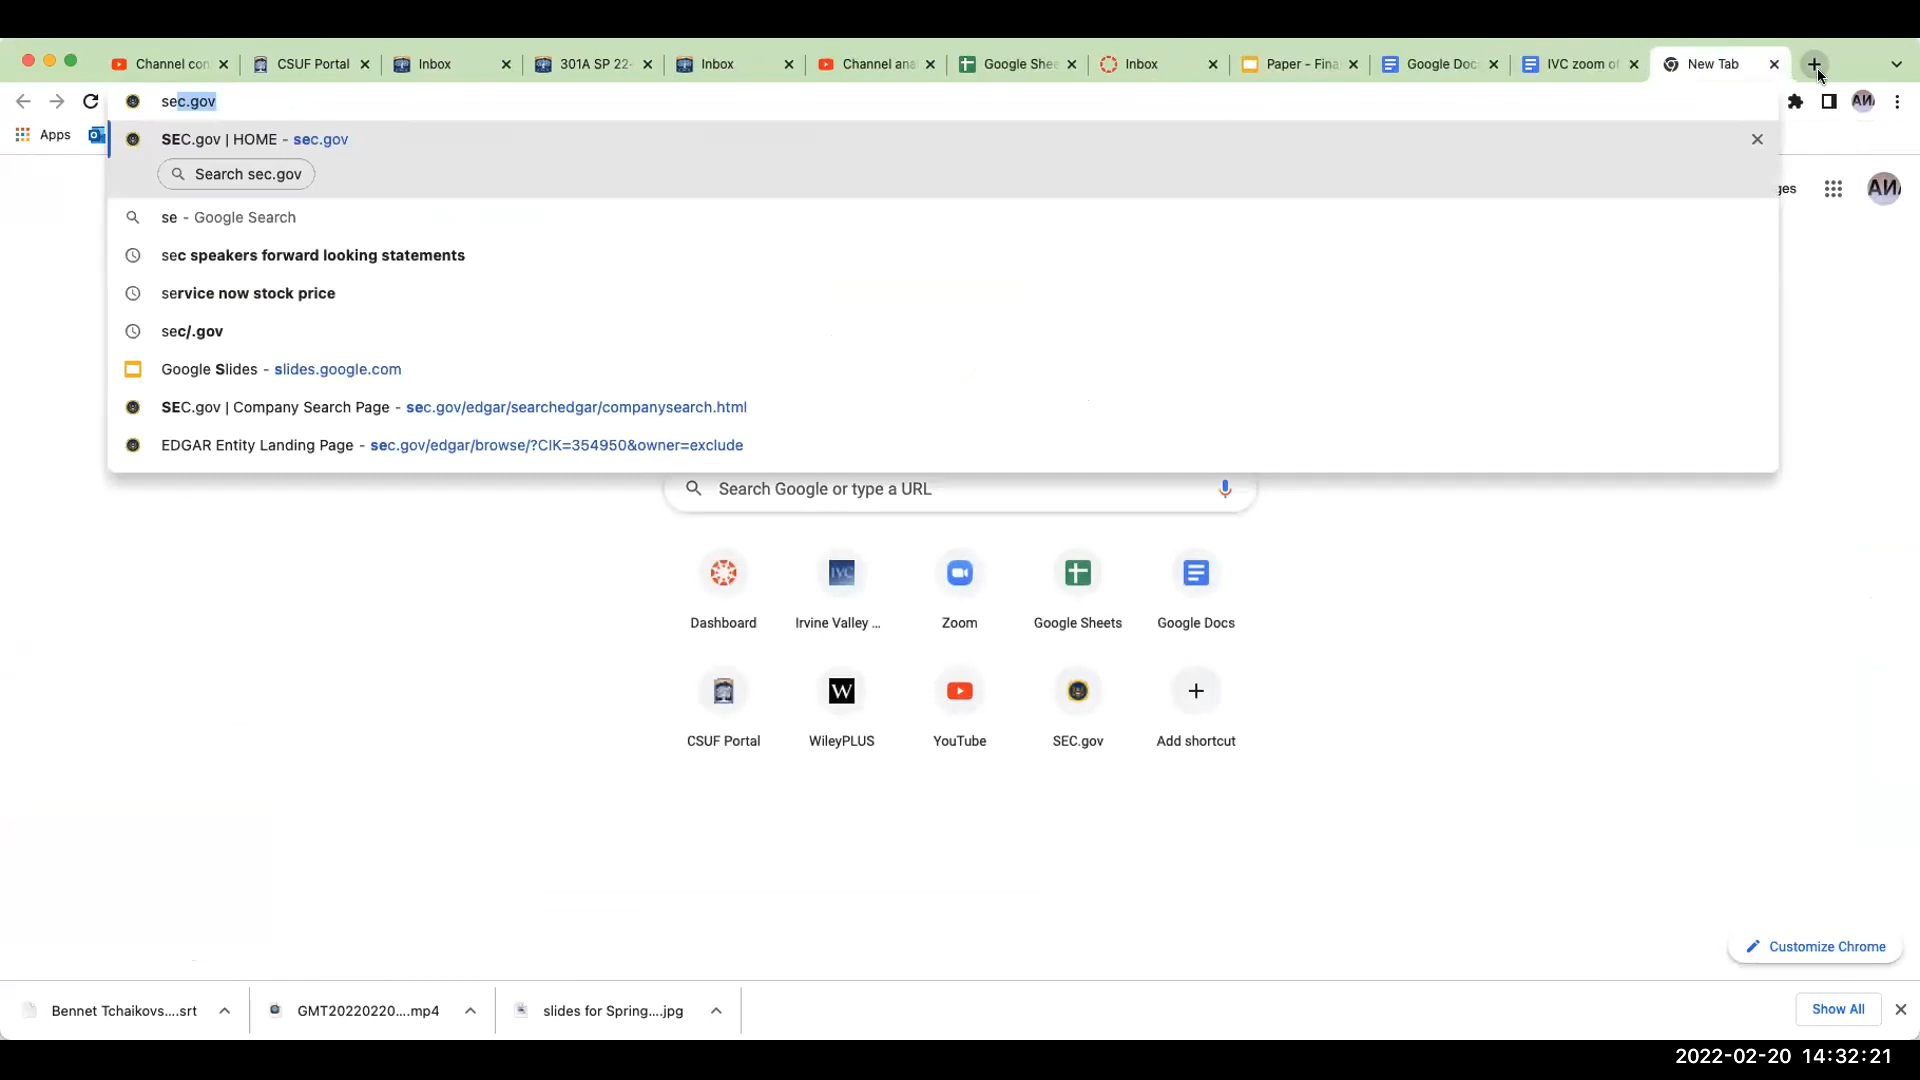 Channel con
CSUF Portal
Inbox
301A SP 22-
Inbox
Channel ana
Google Shee
Inbox
Paper - Fina
Google Doc
IVC zoom of
New Tab
sec.gov
Apps
SEC.gov | HOME - sec.gov
Search sec.gov
se - Google Search
sec speakers forward looking statements
service now stock price
sec/.gov
Google Slides - slides.google.com
SEC.gov | Company Search Page - sec.gov/edgar/searchedgar/companysearch.html
EDGAR Entity Landing Page - sec.gov/edgar/browse/?CIK=354950&owner=exclude
Search Google or type a URL
Dashboard
Irvine Valley ...
Zoom
Google Sheets
Google Docs
CSUF Portal
WileyPLUS
YouTube
SEC.gov
Add shortcut
Customize Chrome
Bennet Tchaikovs....srt
GMT20220220....mp4
slides for Spring....jpg
Show All
2022-02-20 14:32:21